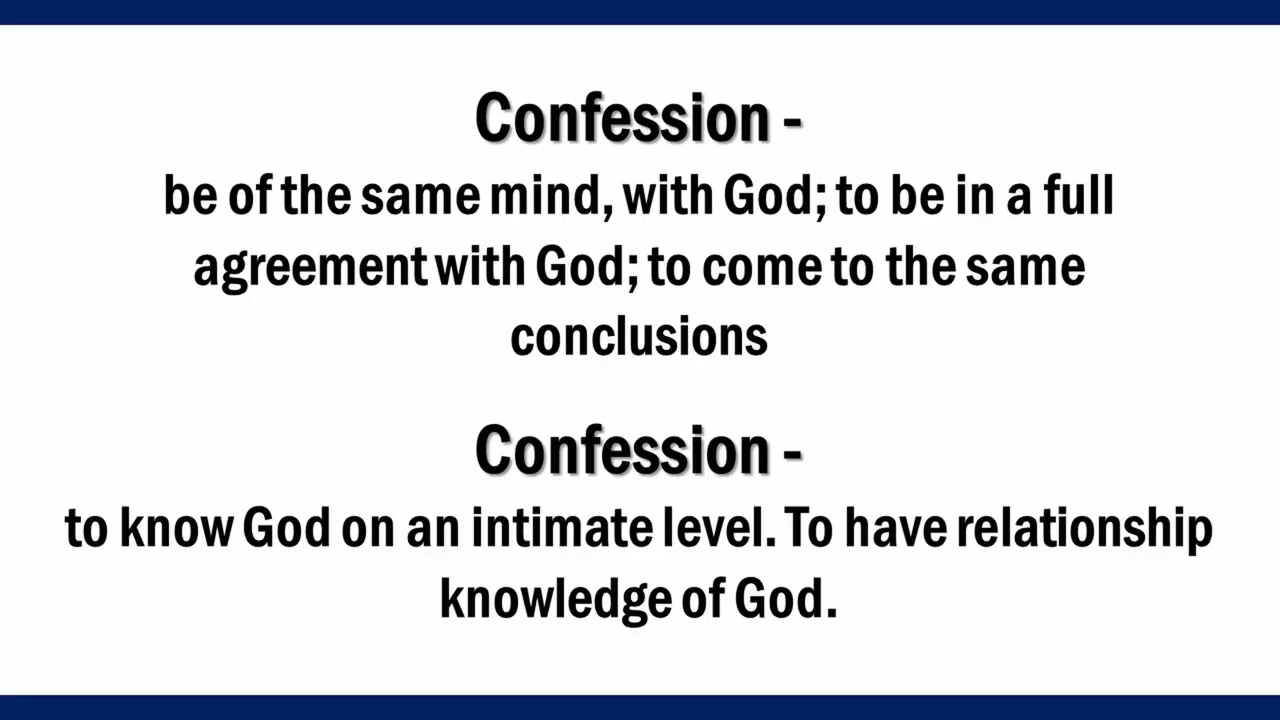 Confession -
be of the same mind, with God; to be in a full
agreement with God; to come to the same
conclusions
Confession -
to know God on an intimate level. To have relationship
knowledge of God.